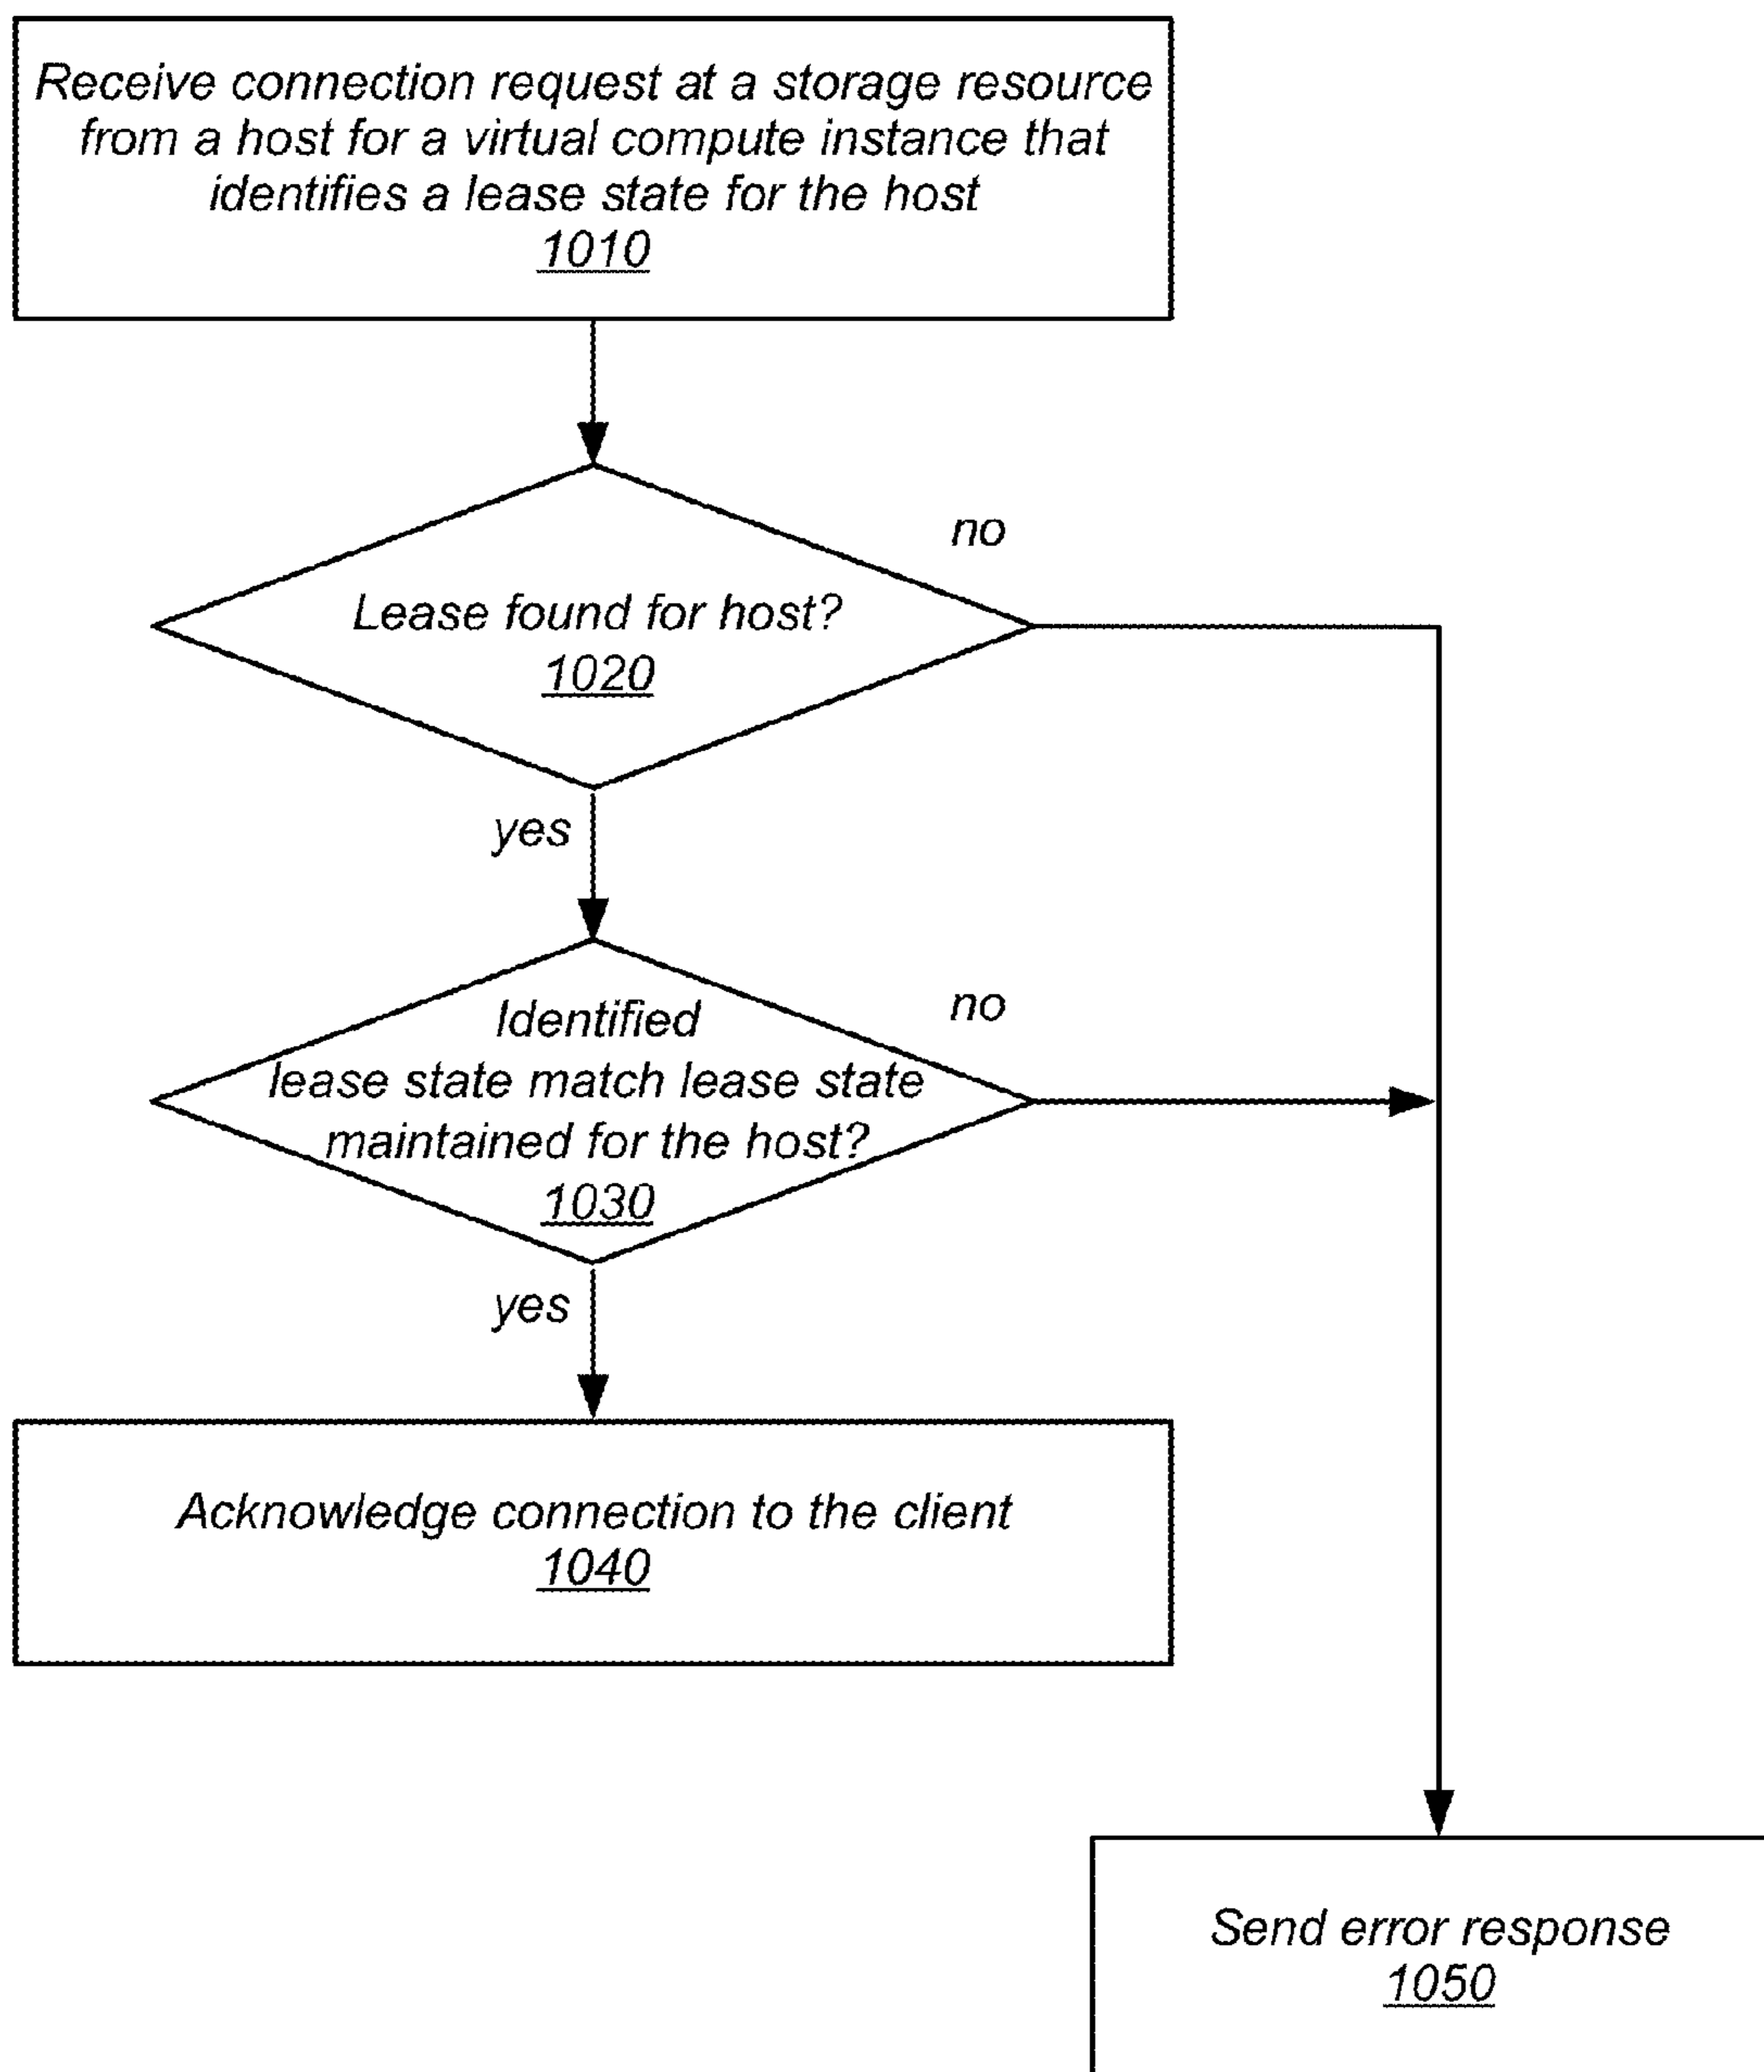 Receive connection request at a storage resource
from a host for a virtual compute instance that
identifies a lease state for the host
1010
no
Lease found for host?
1020
yes
no
Identified
lease state match lease state
maintained for the host?
1030
yes
Acknowledge connection to the client
1040
Send error response
1050